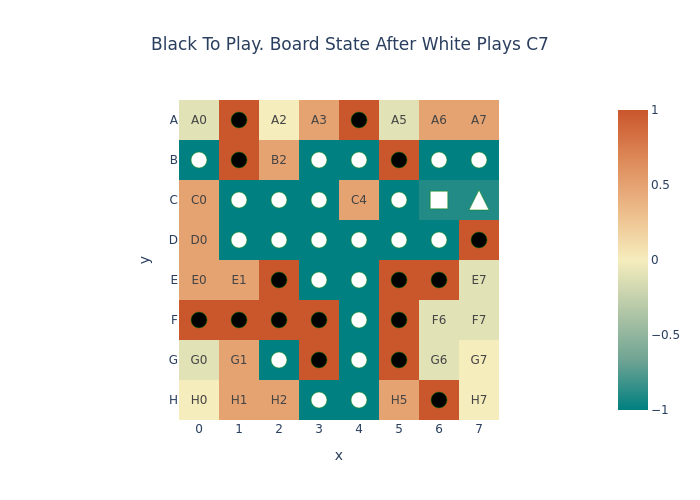 Black To Play. Board State After White Plays C7
A A0 A2 A3 A5 A6 A7
B B2
C C0 C4
D D0
E E0 E1 E7
F F6 F7
G G0 G1 G6 G7
H H0 H1 H2 H5 H7
0 1 2 3 4 5 6 7
x
y
1
0.5
0
−0.5
−1